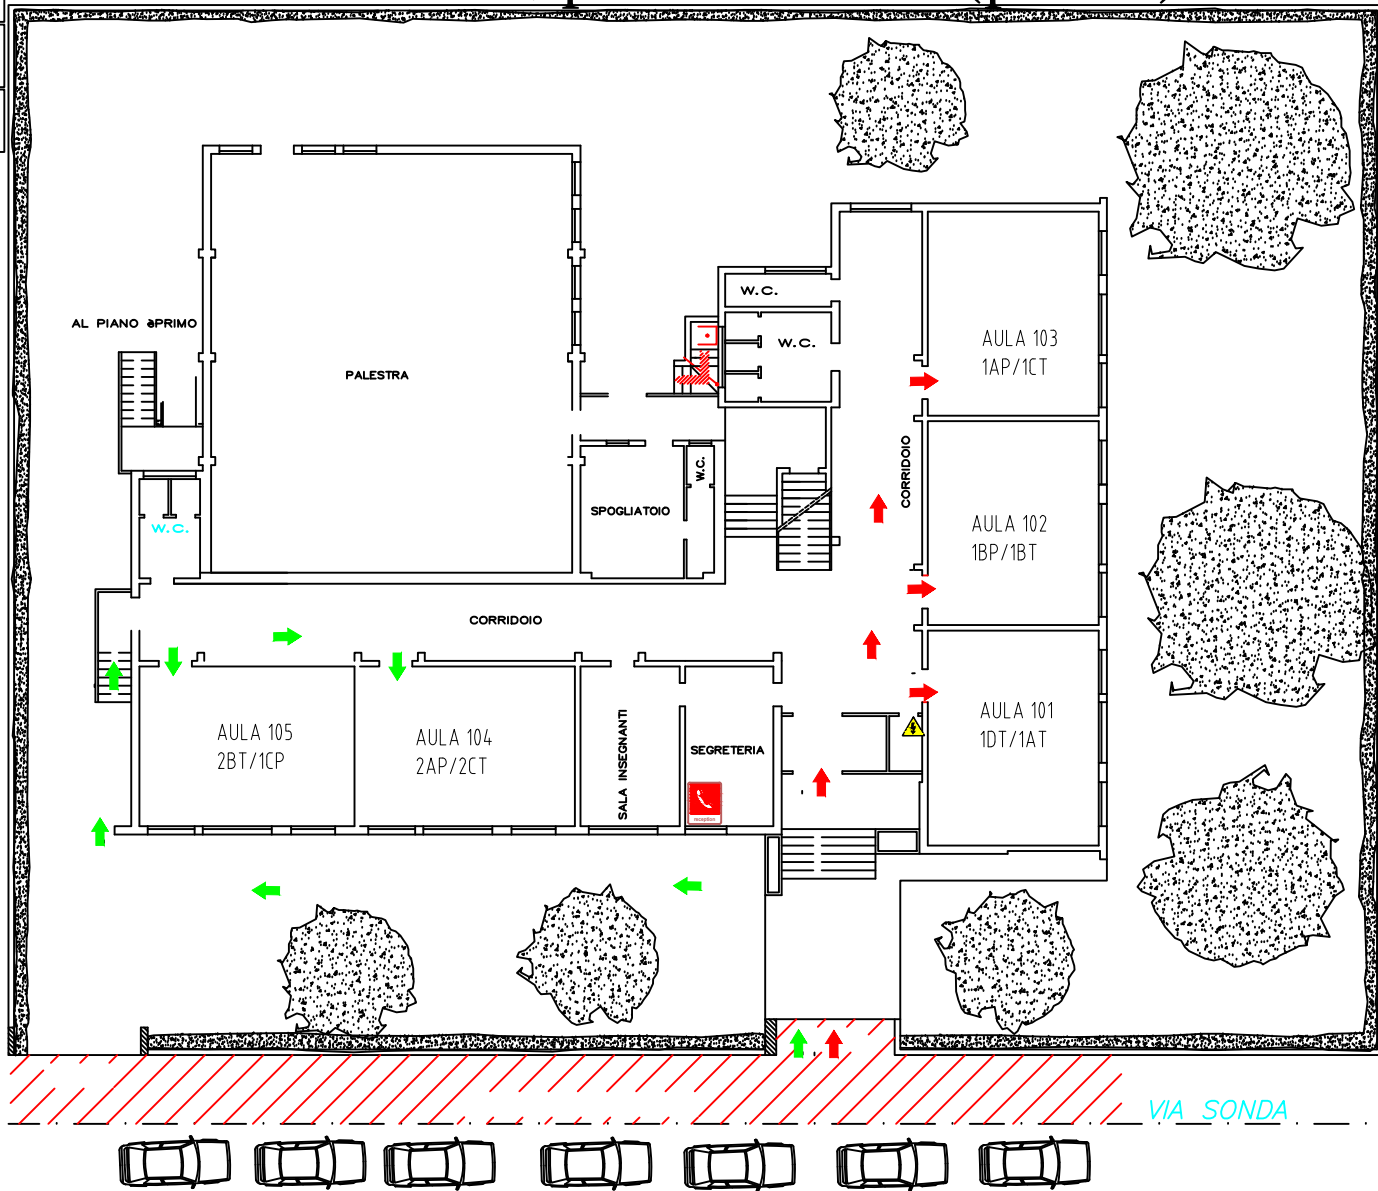 W.C.
AL PIANO aPRIMO
W.C.
AULA 103
1AP/1CT
PALESTRA
CORRIDOIO
W.C.
SPOGLIATOIO
W.C.
AULA 102
1BP/1BT
CORRIDOIO
AULA 105
2BT/1CP
AULA 104
2AP/2CT
SALA INSEGNANTI
SEGRETERIA
reception
AULA 101
1DT/1AT
VIA SONDA